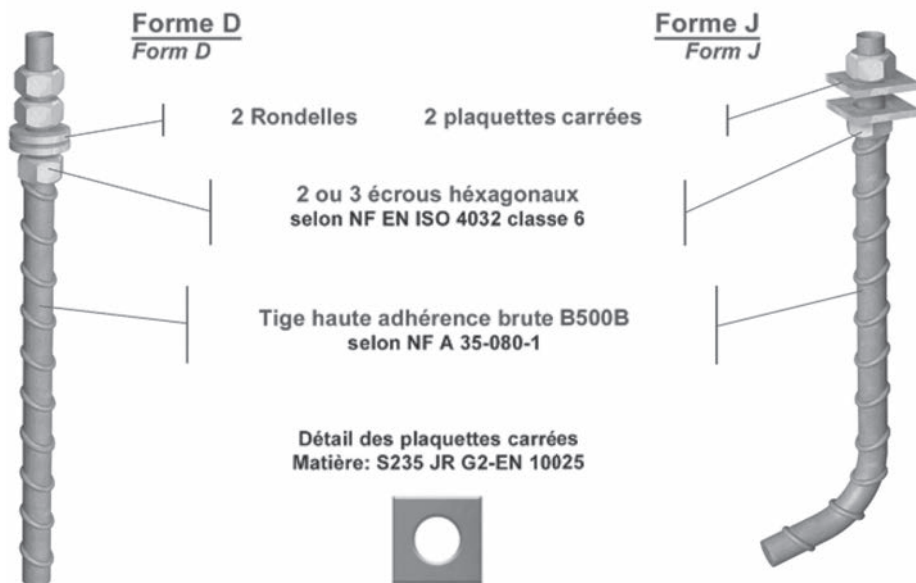 Forme D
Form D
Forme J
Form J
2 Rondelles
2 plaquettes carrées
2 ou 3 écrous héxagonaux
selon NF EN ISO 4032 classe 6
Tige haute adhérence brute B500B
selon NF A 35-080-1
Détail des plaquettes carrées
Matière: S235 JR G2-EN 10025